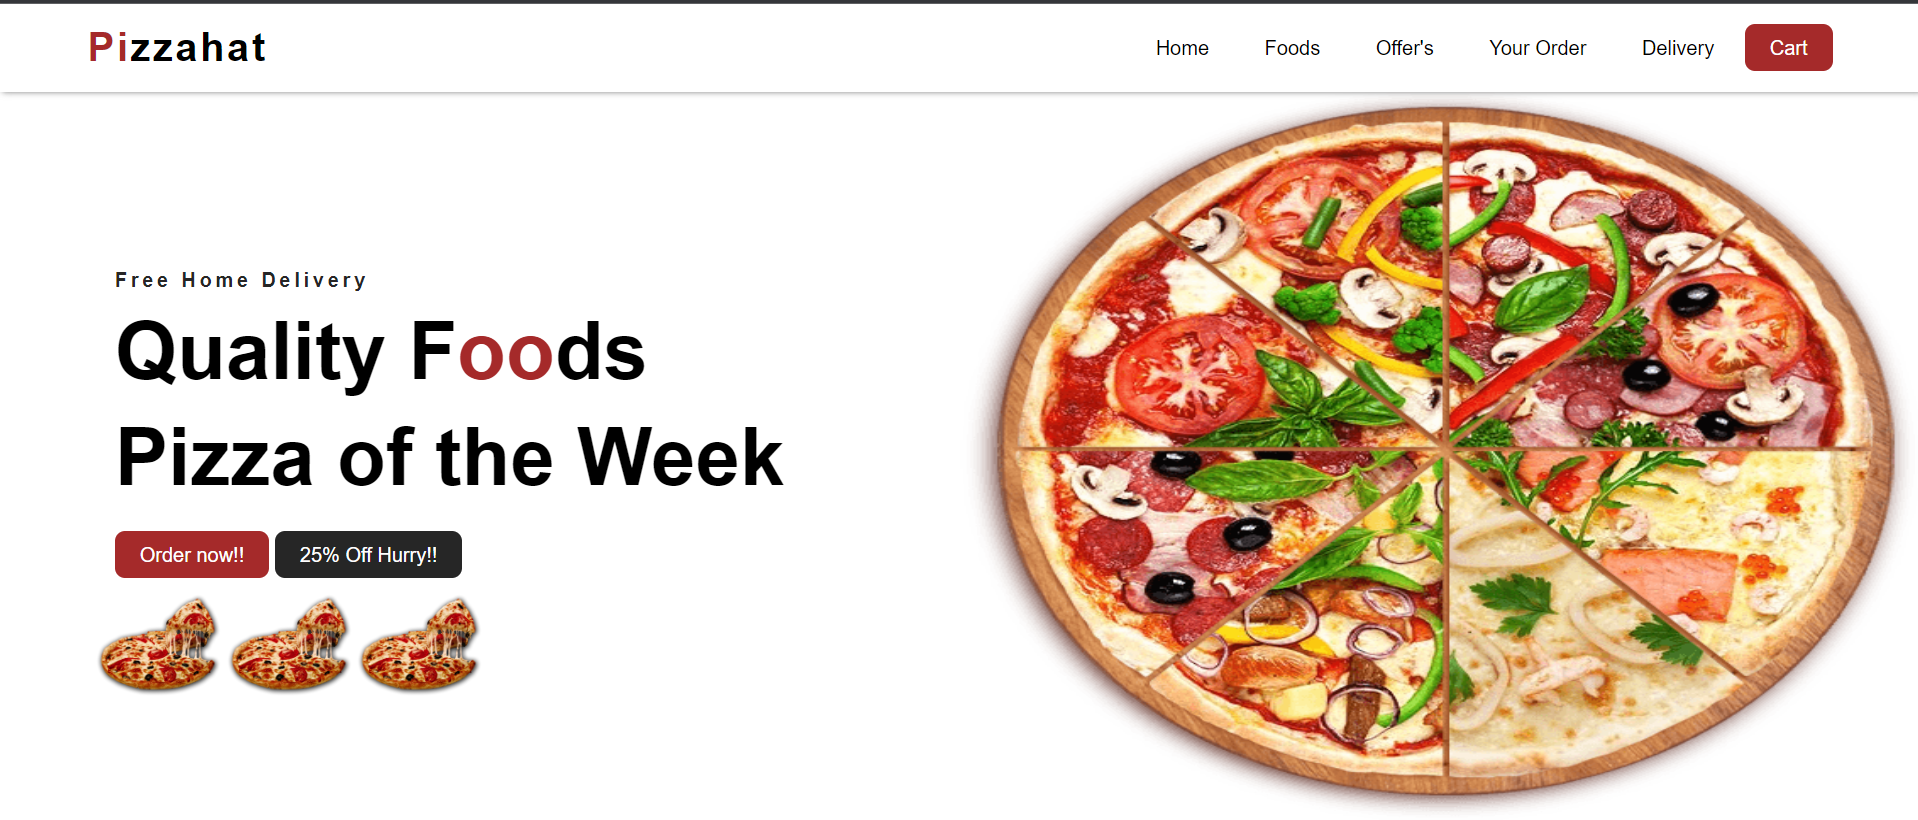 Pizzahat
Home Foods Offer's Your Order Delivery Cart
Free Home Delivery
Quality Foods
Pizza of the Week
Order now!! 25% Off Hurry!!